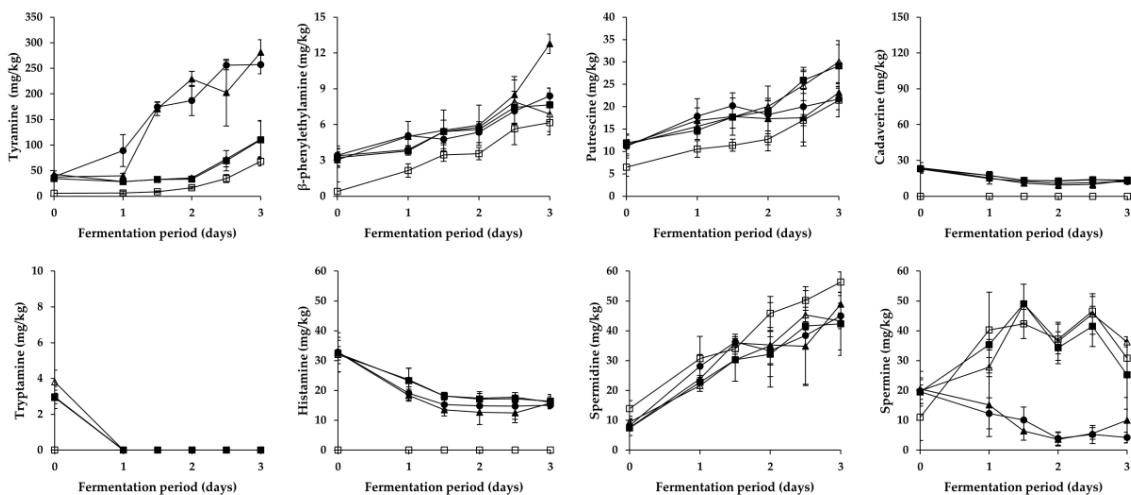 Tyramine (mg/kg)
350
300
250
200
150
100
50
0
0 1 2 3
Fermentation period (days)
β-phenylethylamine (mg/kg)
15
12
9
6
3
0
0 1 2 3
Fermentation period (days)
Putrescine (mg/kg)
40
35
30
25
20
15
10
5
0
0 1 2 3
Fermentation period (days)
Cadaverine (mg/kg)
150
120
90
60
30
0
0 1 2 3
Fermentation period (days)
Tryptamine (mg/kg)
10
8
6
4
2
0
0 1 2 3
Fermentation period (days)
Histamine (mg/kg)
60
50
40
30
20
10
0
0 1 2 3
Fermentation period (days)
Spermidine (mg/kg)
60
50
40
30
20
10
0
0 1 2 3
Fermentation period (days)
Spermine (mg/kg)
60
50
40
30
20
10
0
0 1 2 3
Fermentation period (days)